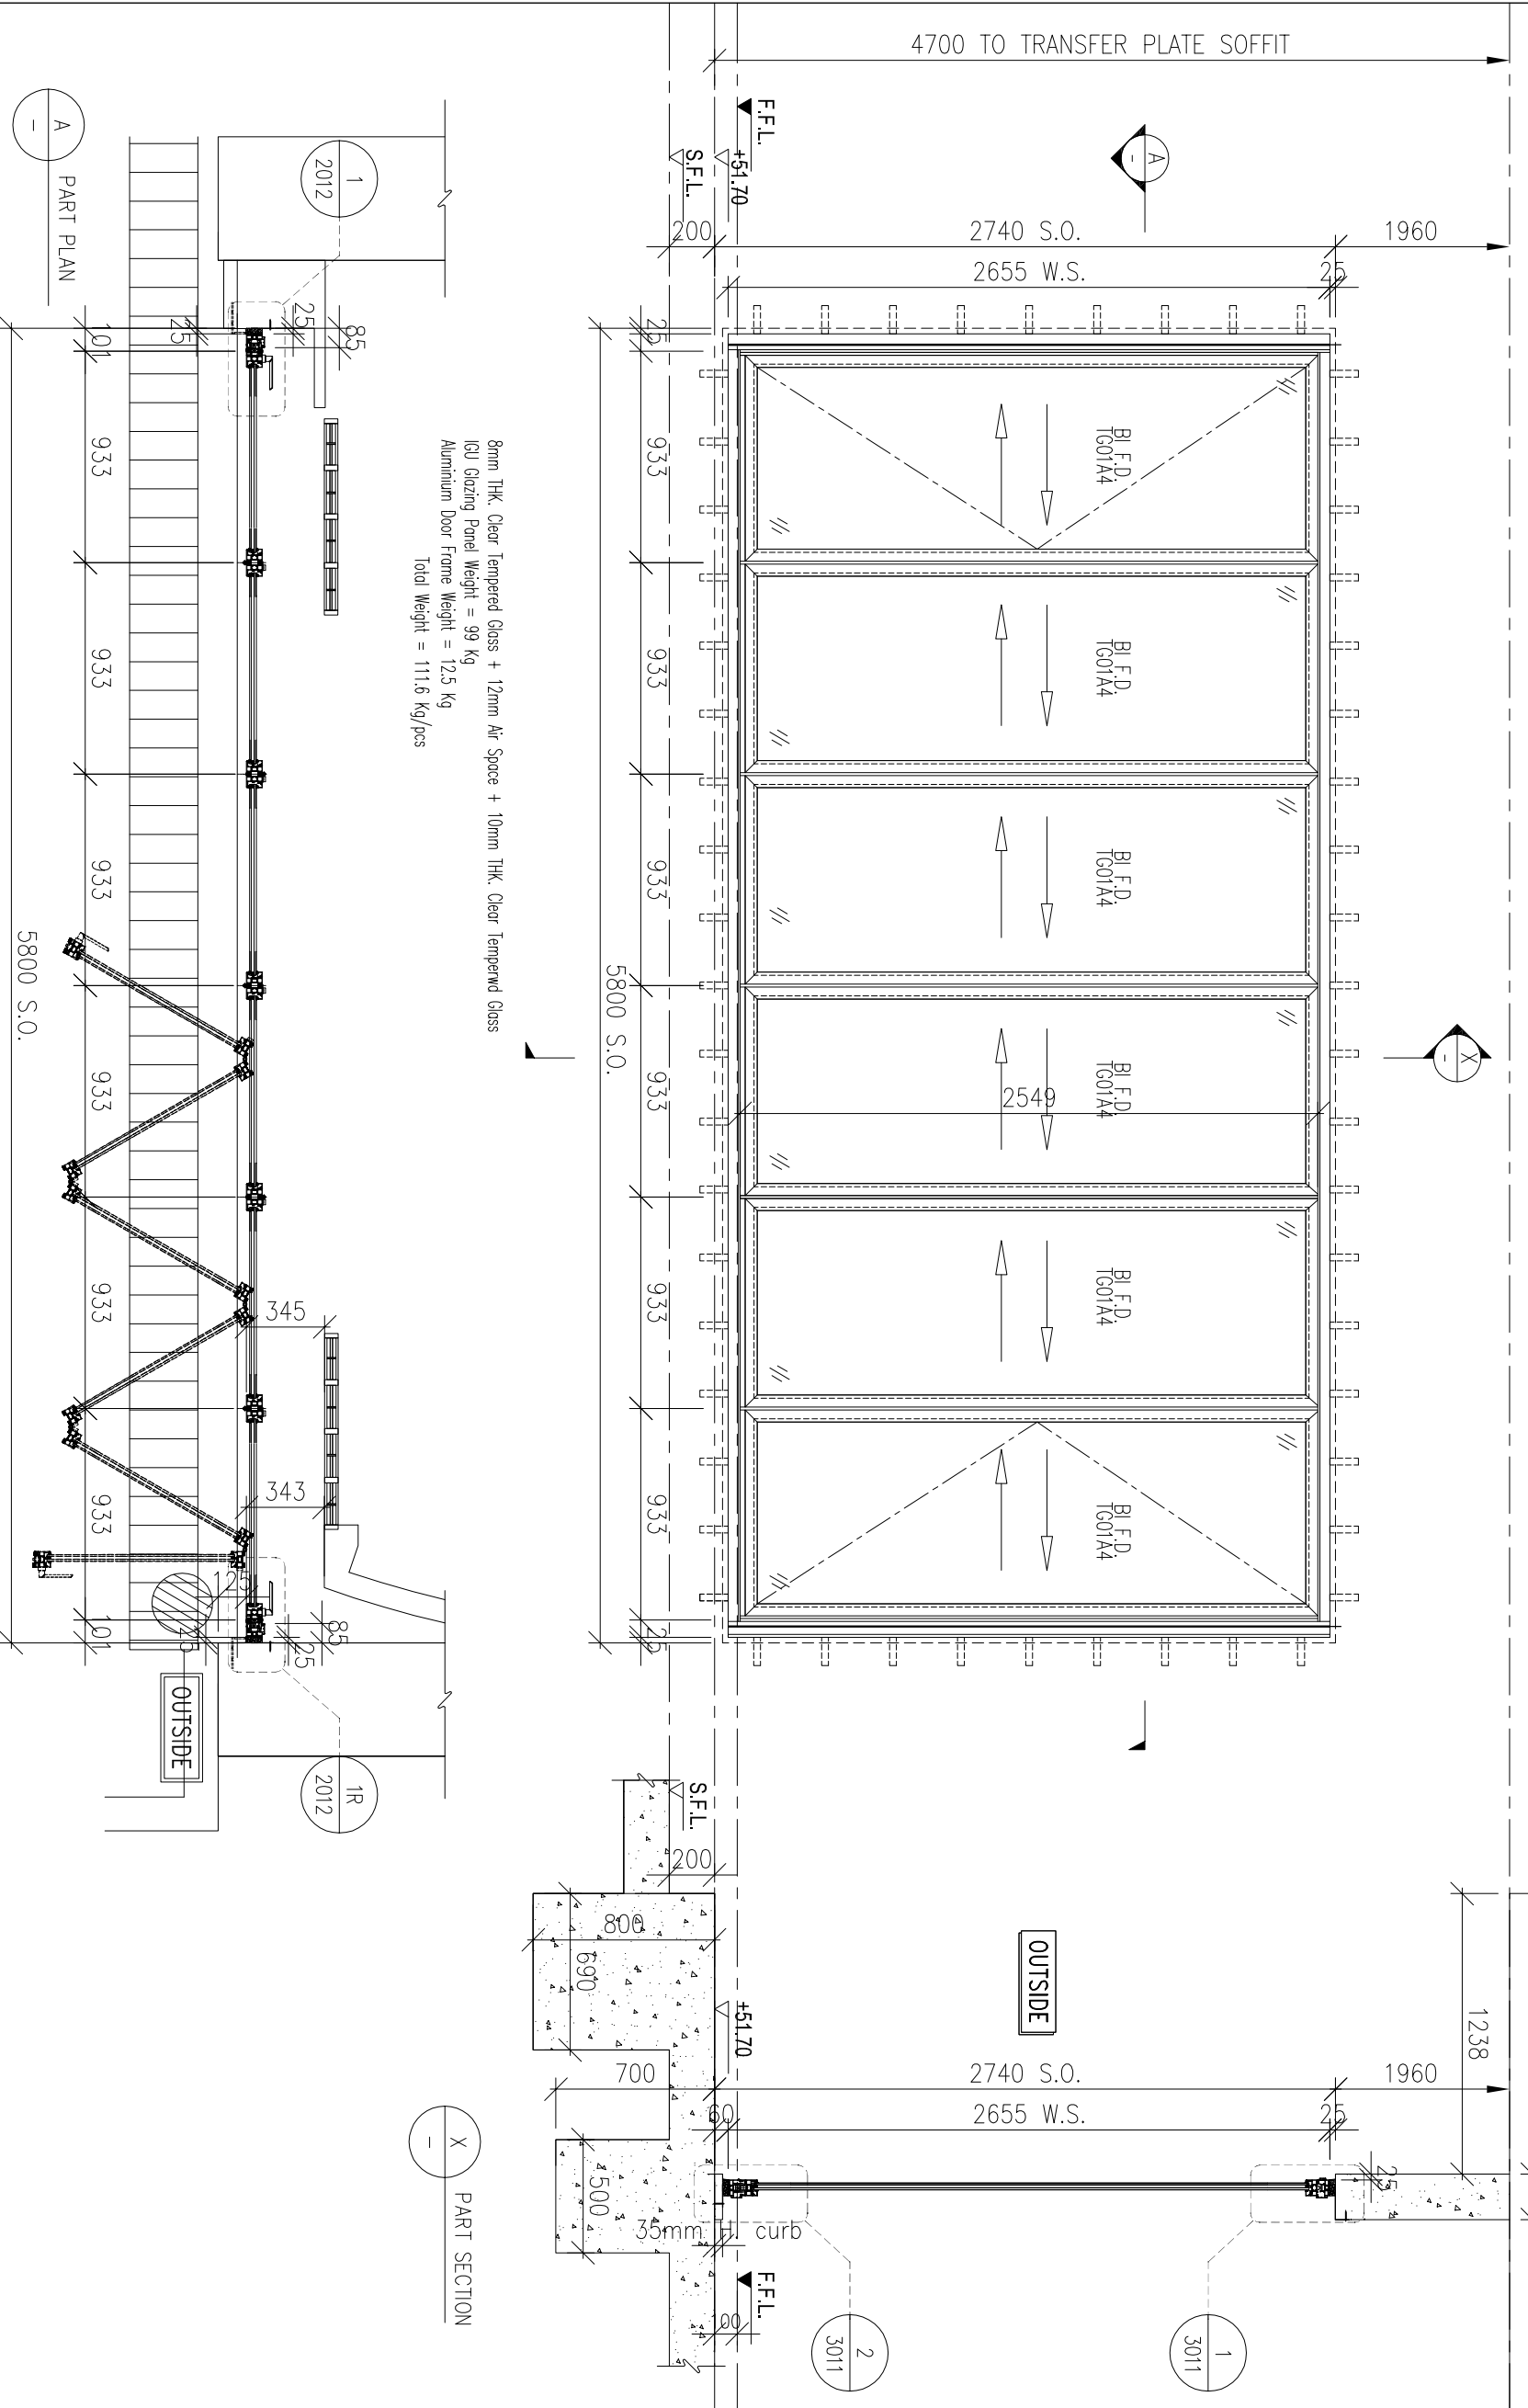 4700 TO TRANSFER PLATE SOFFIT
F.F.L.
+51.70
S.F.L.
A
-
200
2740 S.O.
1960
2655 W.S.
25
25
933
933
933
933
933
933
25
5800 S.O.
BI F.D.
TG01A4
BI F.D.
TG01A4
BI F.D.
TG01A4
BI F.D.
TG01A4
BI F.D.
TG01A4
BI F.D.
TG01A4
2549
X
-
8mm THK. Clear Tempered Glass + 12mm Air Space + 10mm THK. Clear Temperwd Glass
IGU Glazing Panel Weight = 99 Kg
Aluminium Door Frame Weight = 12.5 Kg
Total Weight = 111.6 Kg/pcs
1
2012
85
25
25
101
933
933
933
933
933
933
101
5800 S.O.
345
343
125
85
25
25
OUTSIDE
1R
2012
A
-
PART PLAN
S.F.L.
200
800
690
+51.70
OUTSIDE
1238
700
2740 S.O.
1960
60
2655 W.S.
25
25
500
35mm H. curb
F.F.L.
100
2
3011
1
3011
X
-
PART SECTION